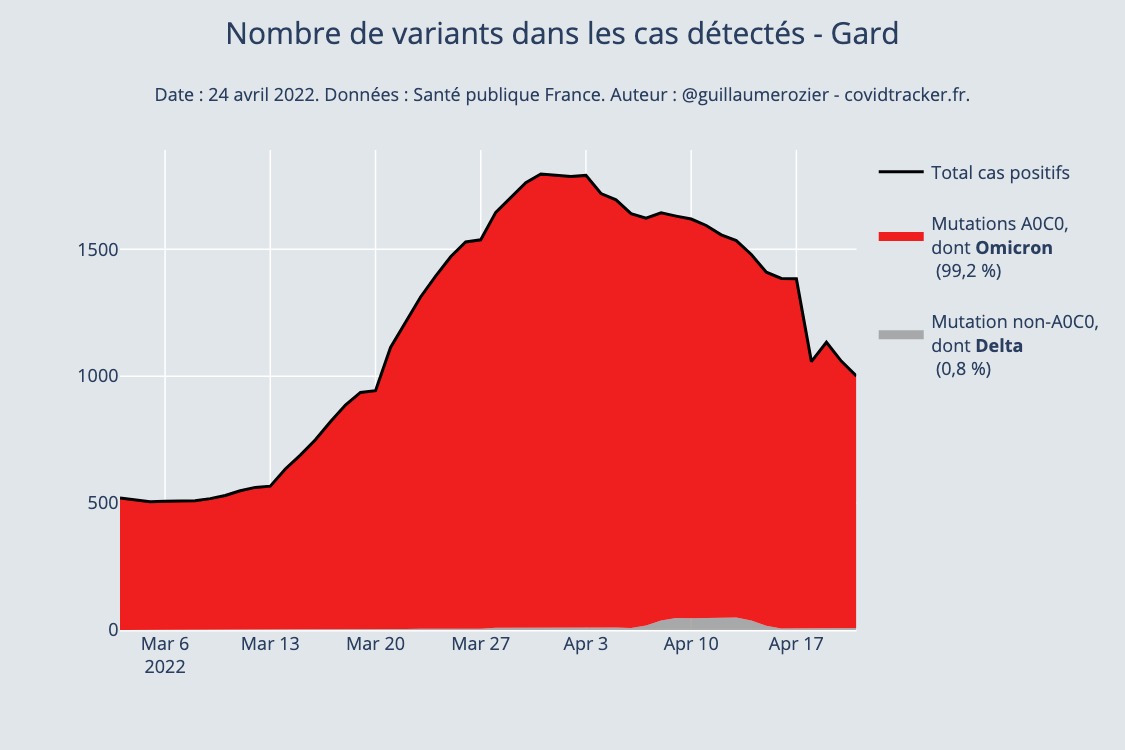 Nombre de variants dans les cas détectés - Gard
Date : 24 avril 2022. Données : Santé publique France. Auteur : @guillaumerozier - covidtracker.fr.
Total cas positifs
Mutations A0C0,
dont Omicron
(99,2 %)
Mutation non-A0C0,
dont Delta
(0,8 %)
1500
1000
500
0
Mar 6 Mar 13 Mar 20 Mar 27 Apr 3 Apr 10 Apr 17
2022